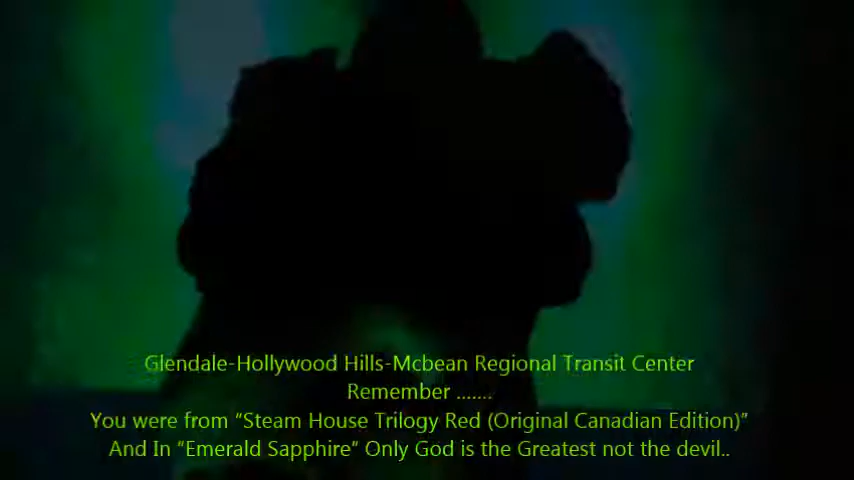 Glendale-Hollywood Hills-Mcbean Regional Transit Center
Remember .......
You were from “Steam House Trilogy Red (Original Canadian Edition)”
And In “Emerald Sapphire” Only God is the Greatest not the devil..